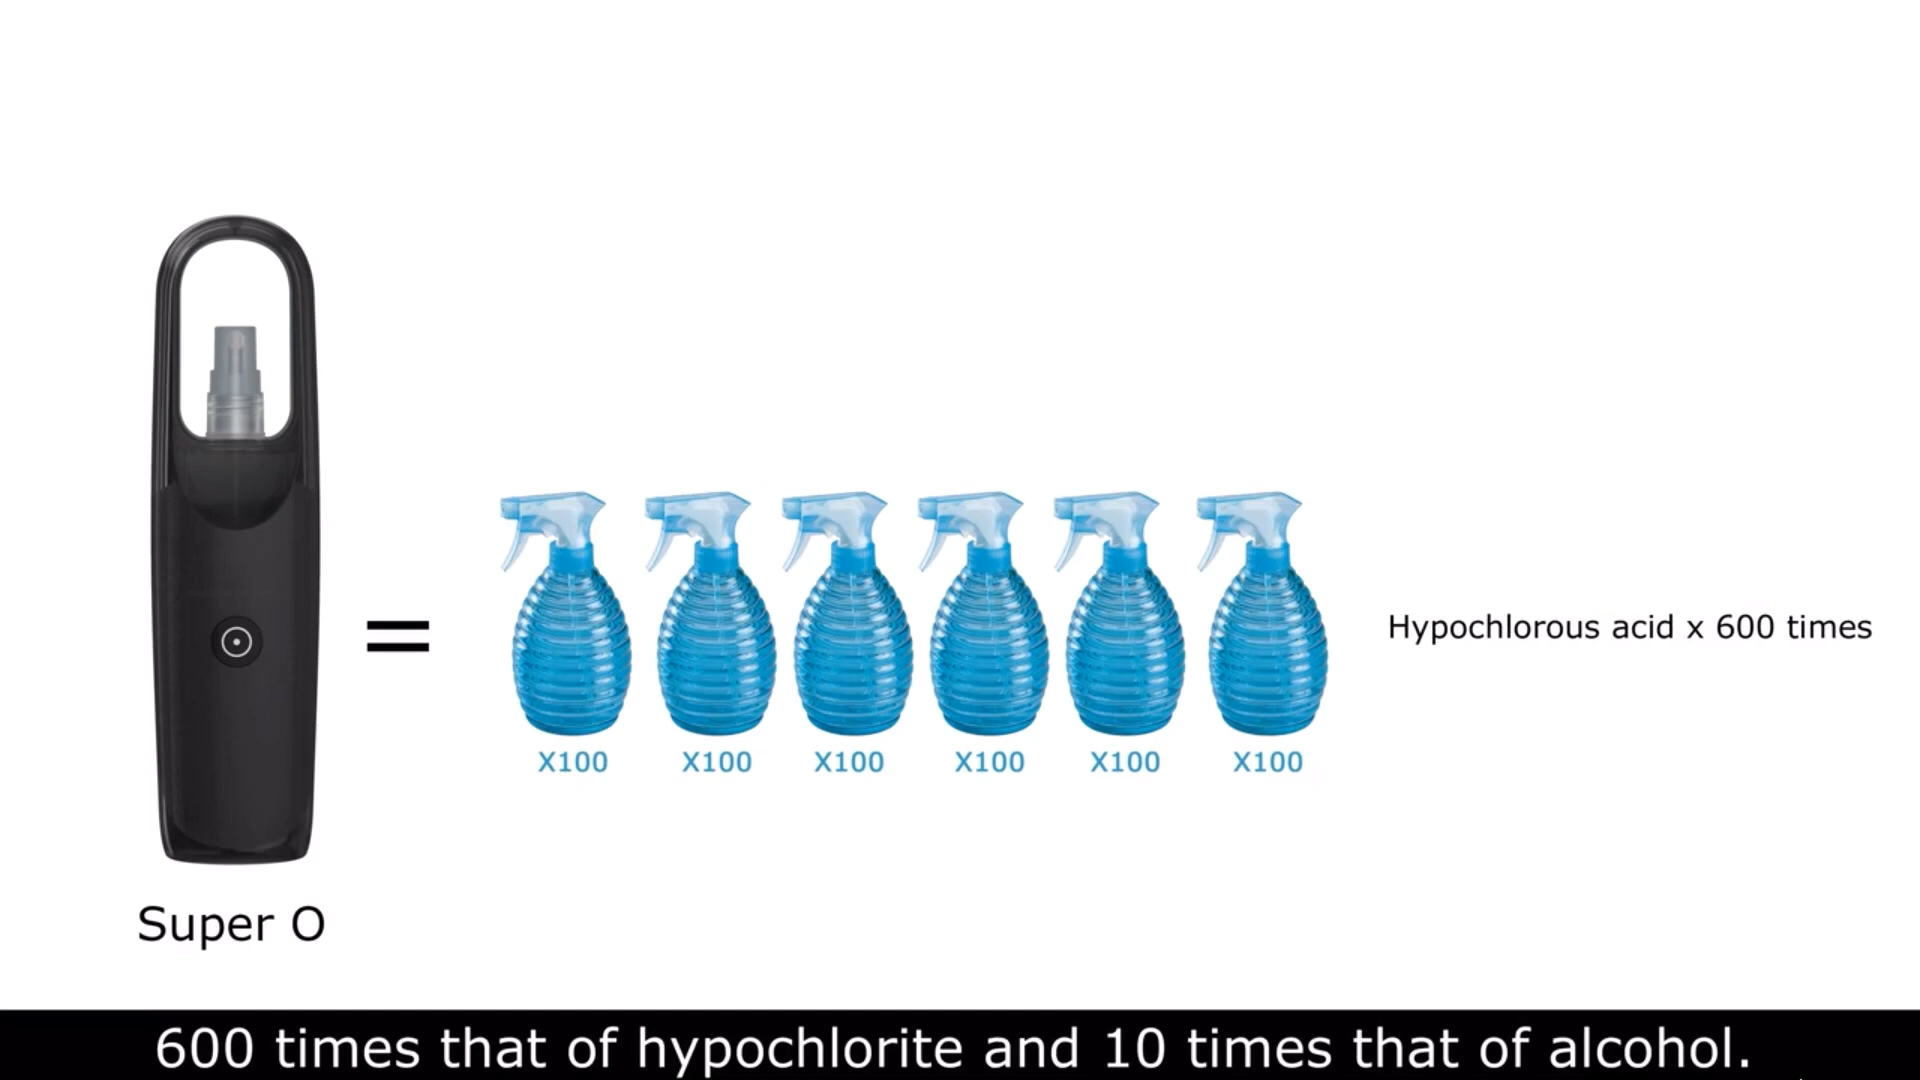 Hypochlorous acid x 600 times
X100 X100 X100 X100 X100 X100
Super O
600 times that of hypochlorite and 10 times that of alcohol.